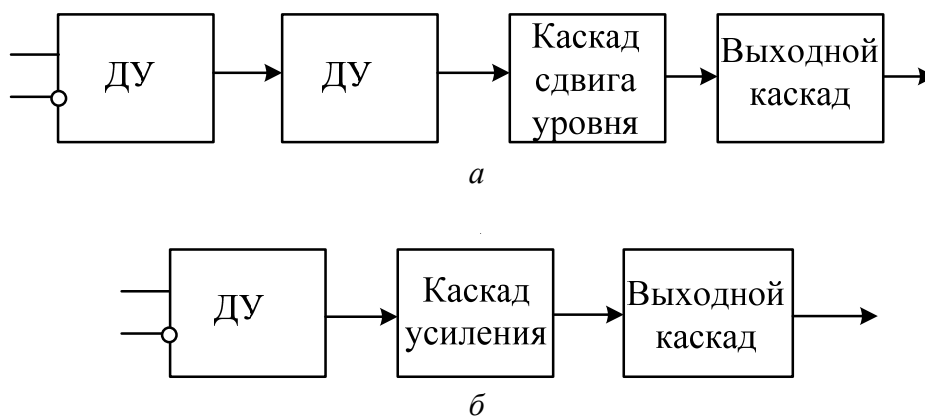 ДУ
ДУ
Каскад
сдвига
уровня
Выходной
каскад
а
ДУ
Каскад
усиления
Выходной
каскад
б